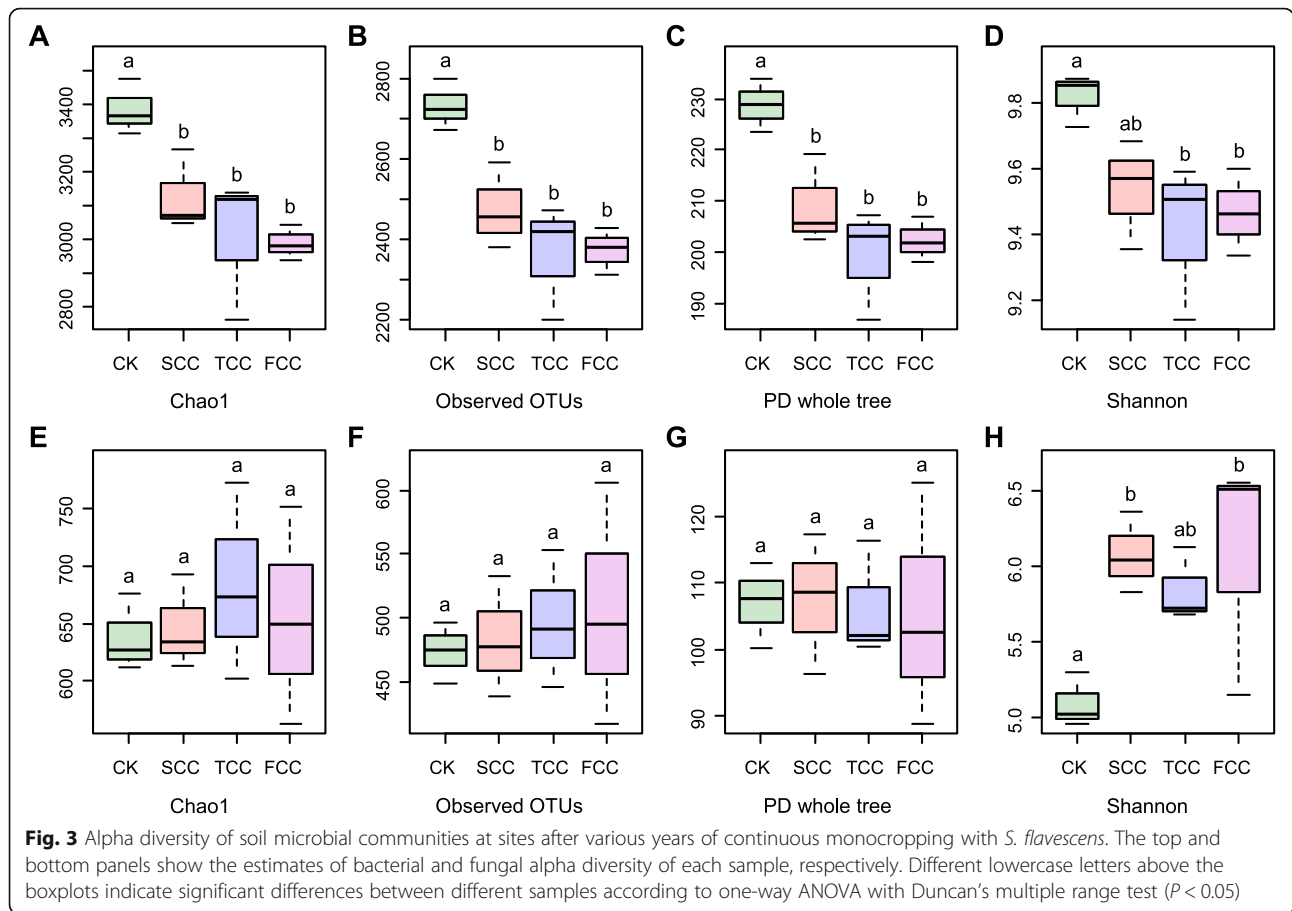 A
B
C
D
3400
3200
3000
2800
a
b
b
b
CK SCC TCC FCC
Chao1
2800
2600
2400
2200
a
b
b
b
CK SCC TCC FCC
Observed OTUs
230
220
210
200
190
a
b
b
b
CK SCC TCC FCC
PD whole tree
9.8
9.6
9.4
9.2
a
ab
b
b
CK SCC TCC FCC
Shannon
E
F
G
H
750
700
650
600
a
a
a
a
CK SCC TCC FCC
Chao1
600
550
500
450
a
a
a
a
CK SCC TCC FCC
Observed OTUs
120
110
100
90
a
a
a
a
CK SCC TCC FCC
PD whole tree
6.5
6.0
5.5
5.0
a
b
ab
b
CK SCC TCC FCC
Shannon
Fig. 3 Alpha diversity of soil microbial communities at sites after various years of continuous monocropping with S. flavescens. The top and
bottom panels show the estimates of bacterial and fungal alpha diversity of each sample, respectively. Different lowercase letters above the
boxplots indicate significant differences between different samples according to one-way ANOVA with Duncan's multiple range test (P < 0.05)